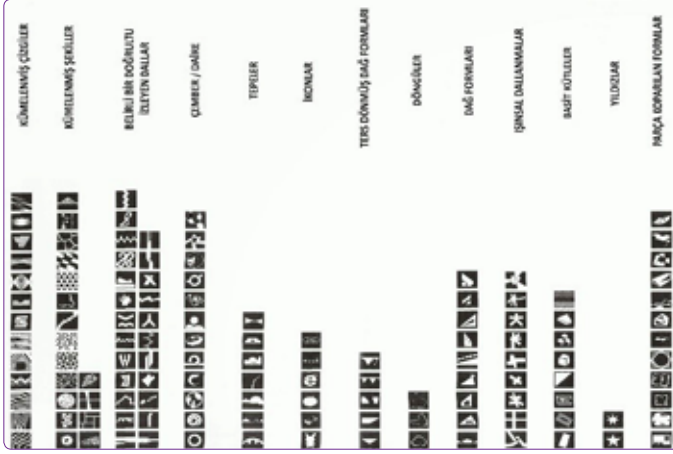 KÜMELENMİŞ ÇİZGİLER
KÜMELENMİŞ ŞEKİLLER
BELİRLİ BİR DOĞRULTU
İZLEYEN DALLAR
ÇEMBER / DAİRE
TEPELER
İKONLAR
TERS DÖNMÜŞ DAĞ FORMLARI
DÖNGÜLER
DAĞ FORMLARI
IŞINSAL DALLANMALAR
BASİT KÜTLELER
YILDIZLAR
PARÇA KOPARILAN FORMLAR